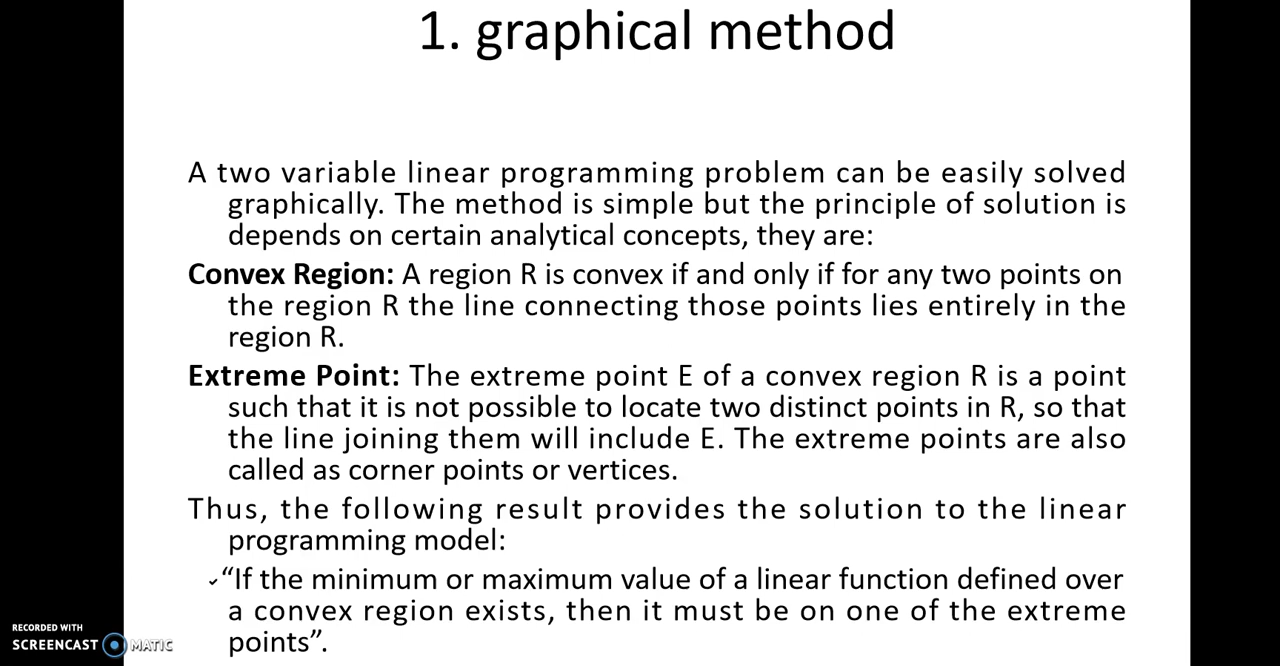 1. graphical method
A two variable linear programming problem can be easily solved
graphically. The method is simple but the principle of solution is
depends on certain analytical concepts, they are:
Convex Region: A region R is convex if and only if for any two points on
the region R the line connecting those points lies entirely in the
region R.
Extreme Point: The extreme point E of a convex region R is a point
such that it is not possible to locate two distinct points in R, so that
the line joining them will include E. The extreme points are also
called as corner points or vertices.
Thus, the following result provides the solution to the linear
programming model:
✓“If the minimum or maximum value of a linear function defined over
a convex region exists, then it must be on one of the extreme
points”.
RECORDED WITH
SCREENCAST MATIC